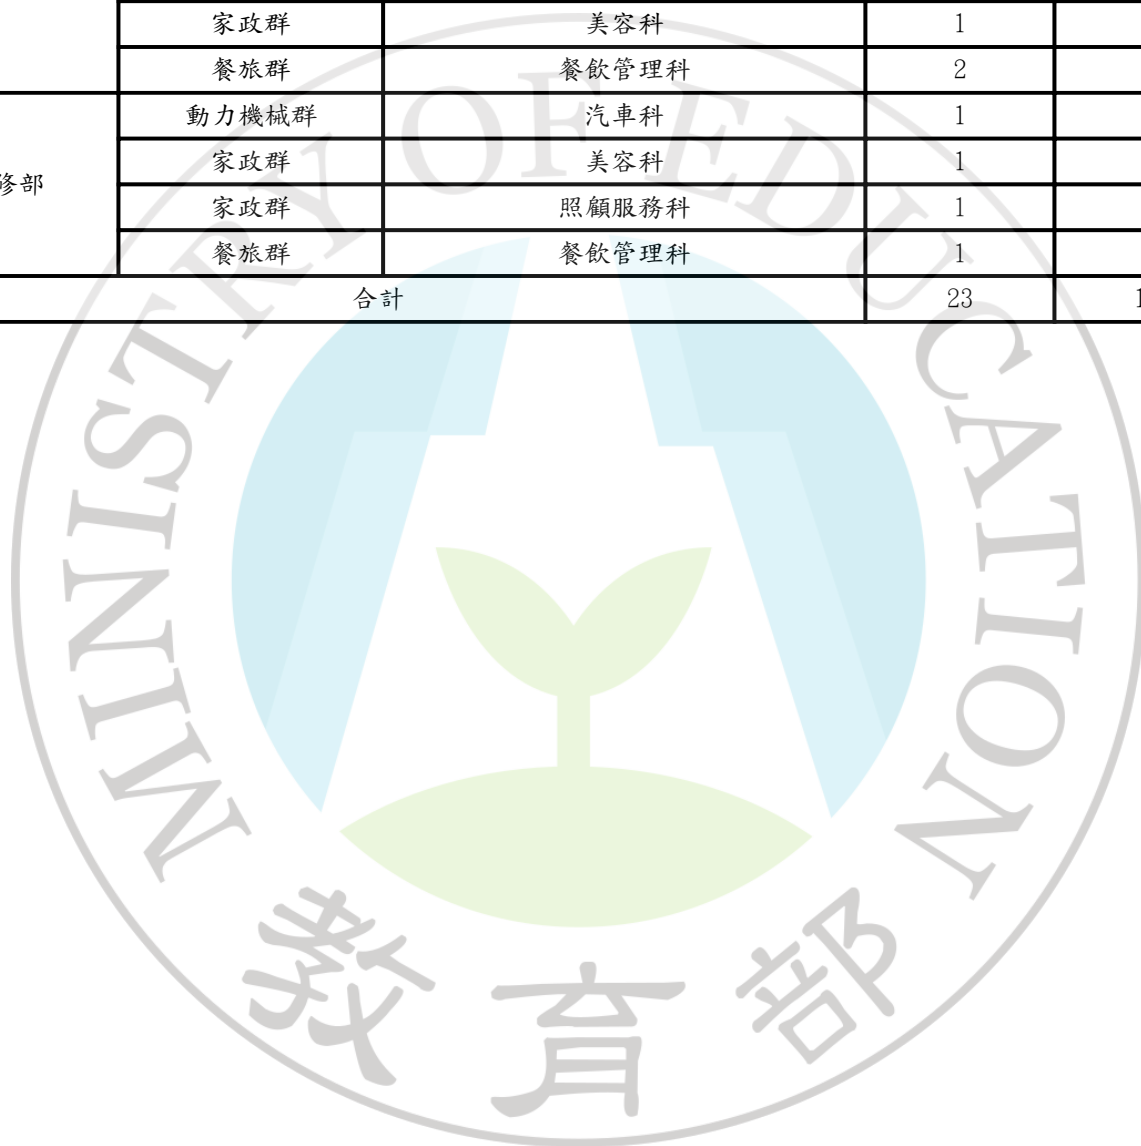 家政群 美容科 1
餐旅群 餐飲管理科 2
動力機械群 汽車科 1
家政群 美容科 1
修部
家政群 照顧服務科 1
餐旅群 餐飲管理科 1
合計 23 1
MINISTRY OF EDUCATION
教育部